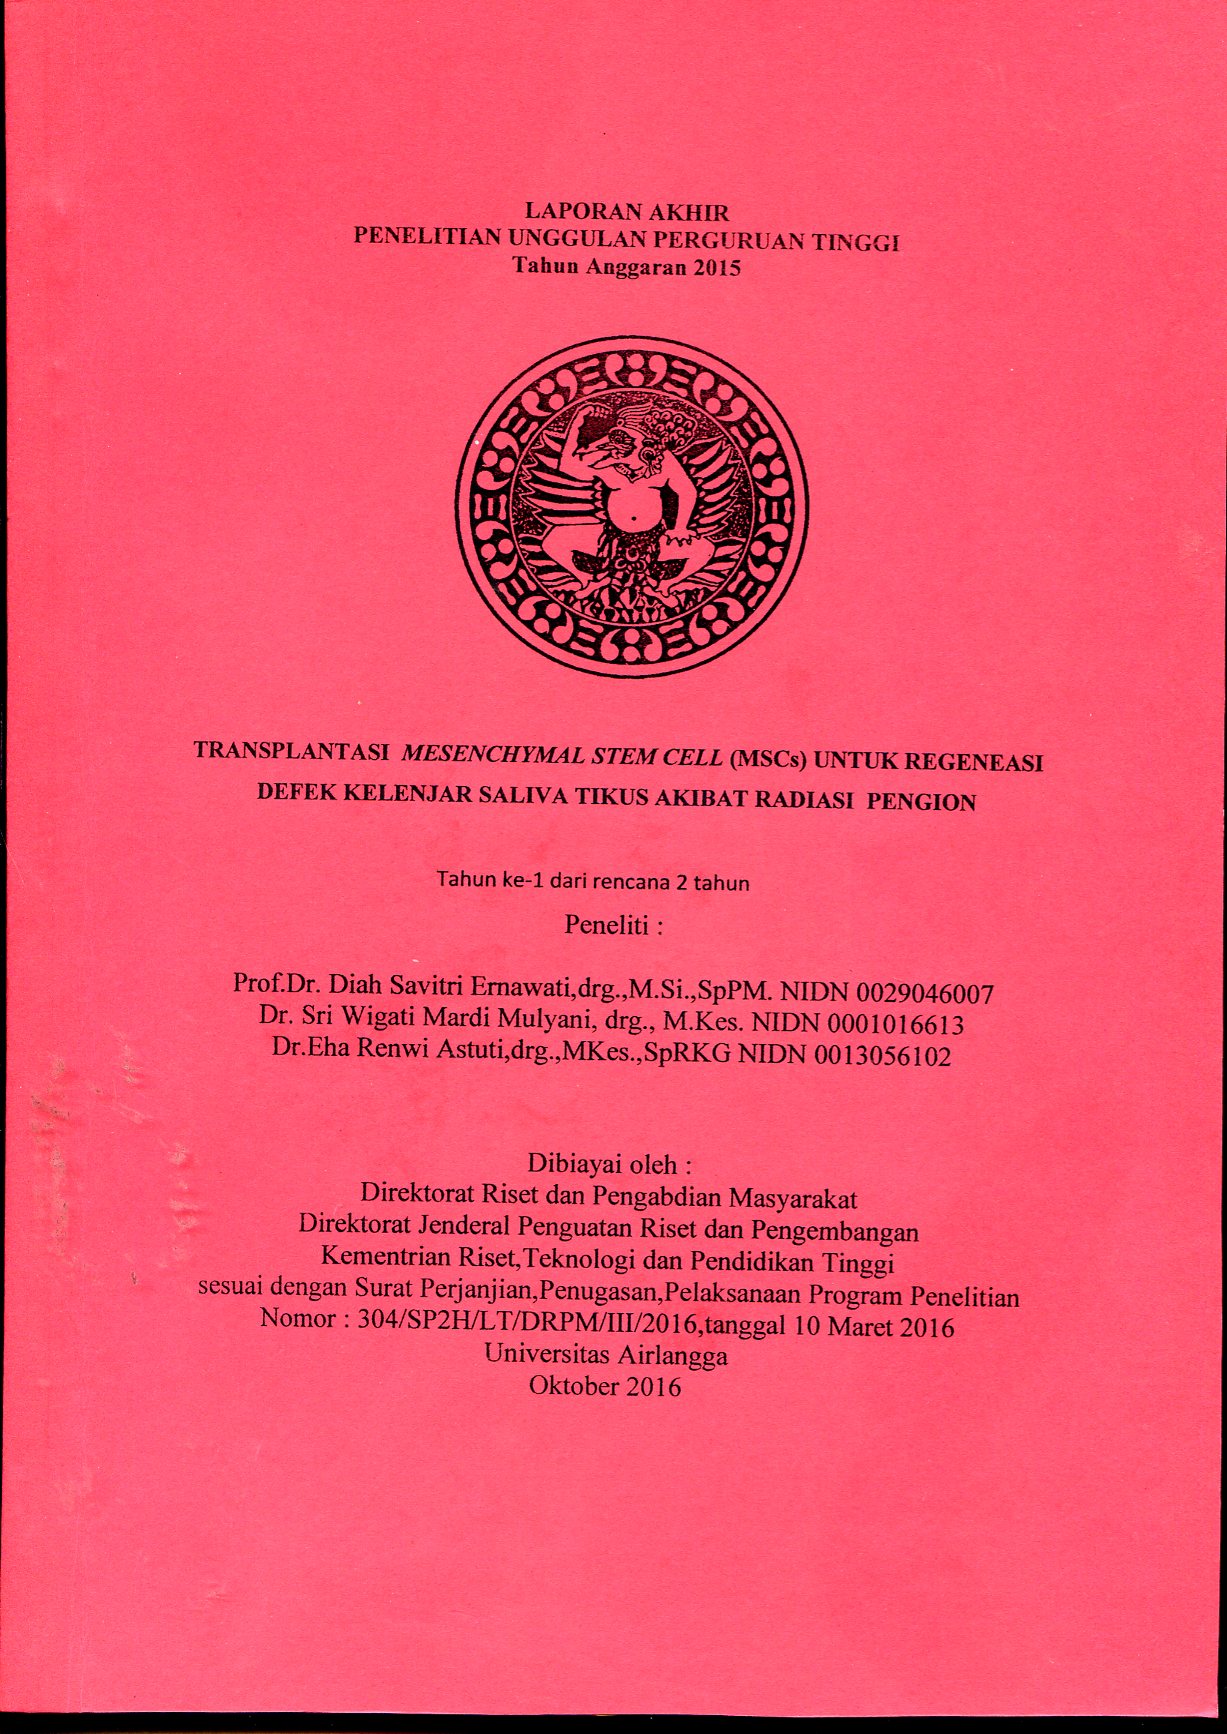 LAPORAN AKHIR
PENELITIAN UNGGULAN PERGURUAN TINGGI
Tahun Anggaran 2015
TRANSPLANTASI MESENCHYMAL STEM CELL (MSCs) UNTUK REGENEASI
DEFEK KELENJAR SALIVA TIKUS AKIBAT RADIASI PENGION
Tahun ke-1 dari rencana 2 tahun
Peneliti :
Prof.Dr. Diah Savitri Ernawati,drg.,M.Si.,SpPM. NIDN 0029046007
Dr. Sri Wigati Mardi Mulyani, drg., M.Kes. NIDN 0001016613
Dr.Eha Renwi Astuti,drg.,MKes.,SpRKG NIDN 0013056102
Dibiayai oleh :
Direktorat Riset dan Pengabdian Masyarakat
Direktorat Jenderal Penguatan Riset dan Pengembangan
Kementrian Riset,Teknologi dan Pendidikan Tinggi
sesuai dengan Surat Perjanjian,Penugasan,Pelaksanaan Program Penelitian
Nomor : 304/SP2H/LT/DRPM/III/2016,tanggal 10 Maret 2016
Universitas Airlangga
Oktober 2016